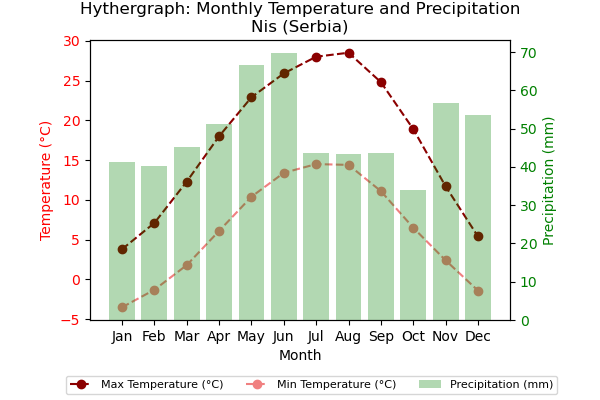 Hythergraph: Monthly Temperature and Precipitation
Nis (Serbia)
30
25
20
15
10
5
0
−5
Temperature (°C)
70
60
50
40
30
20
10
0
Precipitation (mm)
Jan Feb Mar Apr May Jun Jul Aug Sep Oct Nov Dec
Month
Max Temperature (°C) Min Temperature (°C) Precipitation (mm)